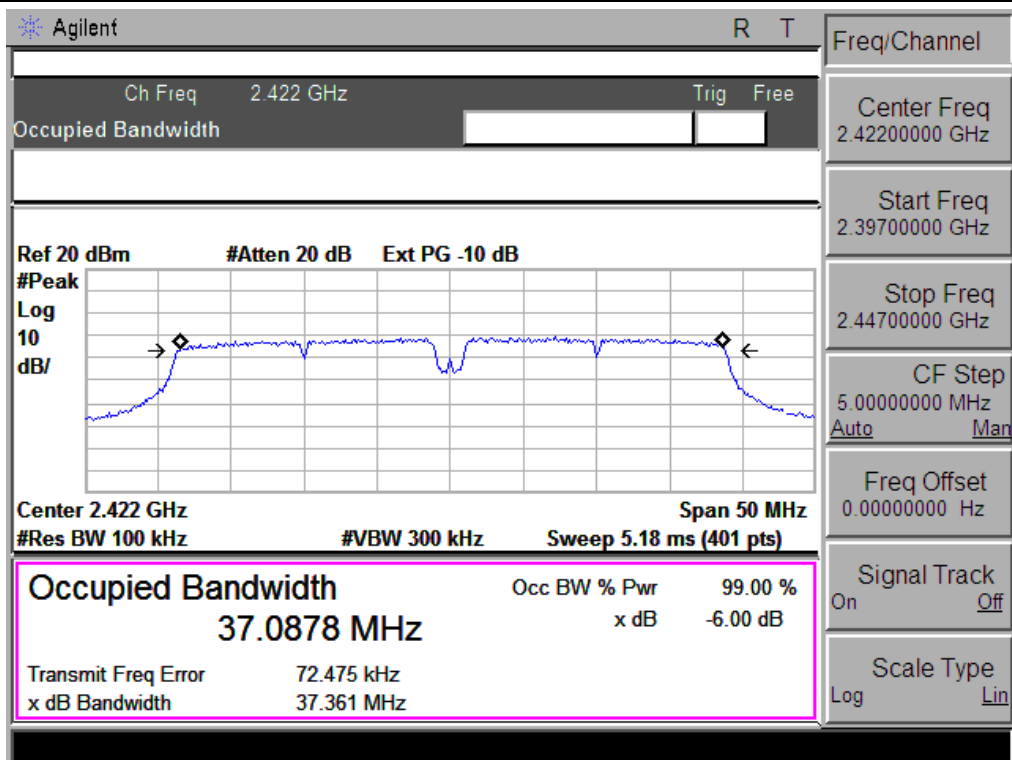 Agilent R T
Ch Freq 2.422 GHz Trig Free
Occupied Bandwidth
Ref 20 dBm #Atten 20 dB Ext PG -10 dB
#Peak
Log
10
dB/
Center 2.422 GHz Span 50 MHz
#Res BW 100 kHz #VBW 300 kHz Sweep 5.18 ms (401 pts)
Occupied Bandwidth Occ BW % Pwr 99.00 %
37.0878 MHz x dB -6.00 dB
Transmit Freq Error 72.475 kHz
x dB Bandwidth 37.361 MHz
Freq/Channel
Center Freq
2.42200000 GHz
Start Freq
2.39700000 GHz
Stop Freq
2.44700000 GHz
CF Step
5.00000000 MHz
Auto Man
Freq Offset
0.00000000 Hz
Signal Track
On Off
Scale Type
Log Lin